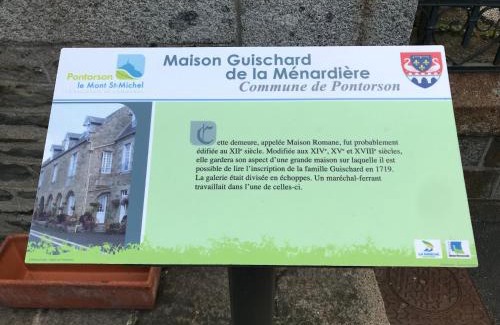 Pontorson
le Mont St-Michel
Maison Guischard
de la Ménardière
Commune de Pontorson
Cette demeure, appelée Maison Romane, fut probablement
édifiée au XIIe siècle. Modifiée aux XIVe, XVe et XVIIIe siècles,
elle gardera son aspect d'une grande maison sur laquelle il est
possible de lire l'inscription de la famille Guischard en 1719.
La galerie était divisée en échoppes. Un maréchal-ferrant
travaillait dans l'une de celles-ci.